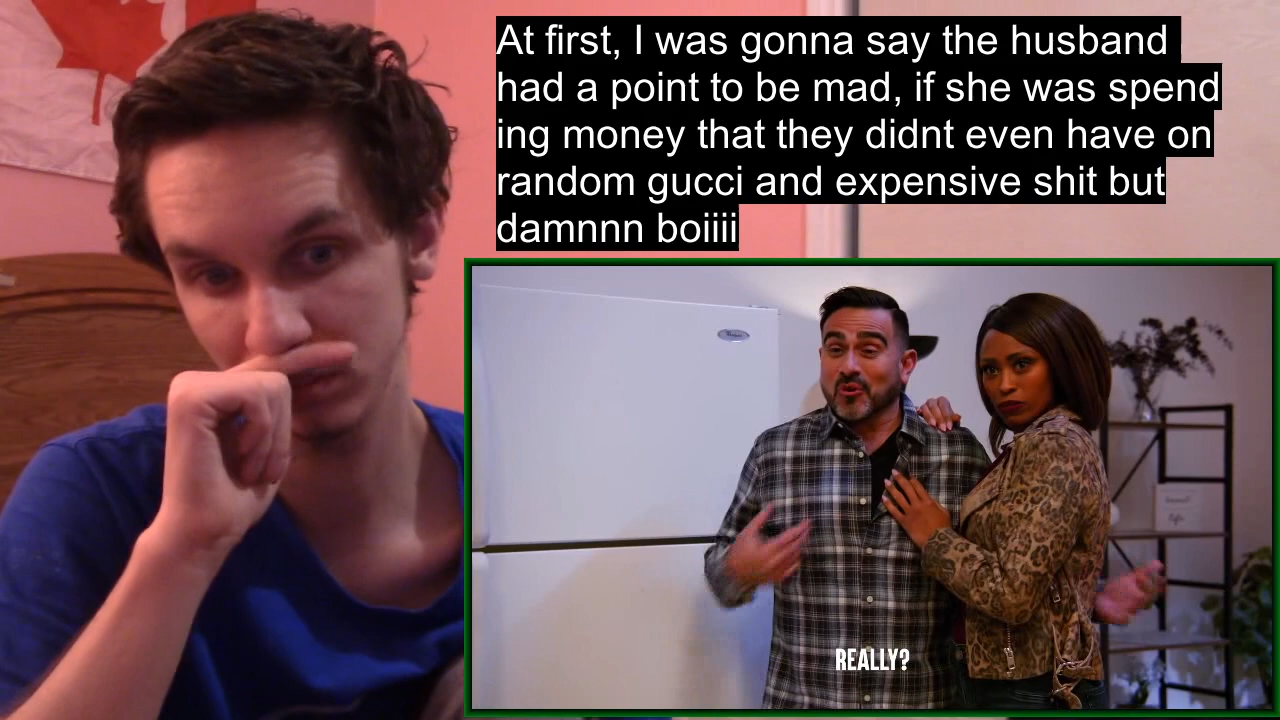 At first, I was gonna say the husband
had a point to be mad, if she was spend
ing money that they didnt even have on
random gucci and expensive shit but
damnnn boiiii
REALLY?